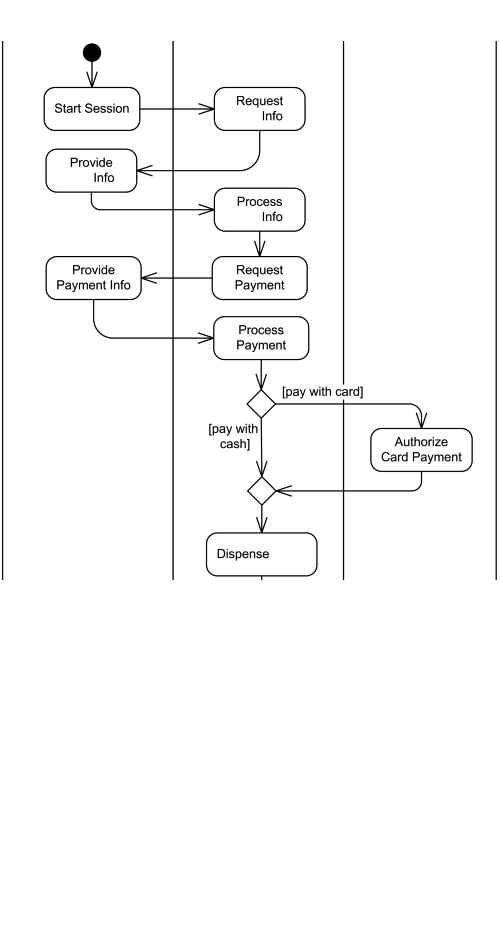 Start Session
Request
Info
Provide
Info
Process
Info
Provide
Payment Info
Request
Payment
Process
Payment
[pay with card]
[pay with
cash]
Authorize
Card Payment
Dispense